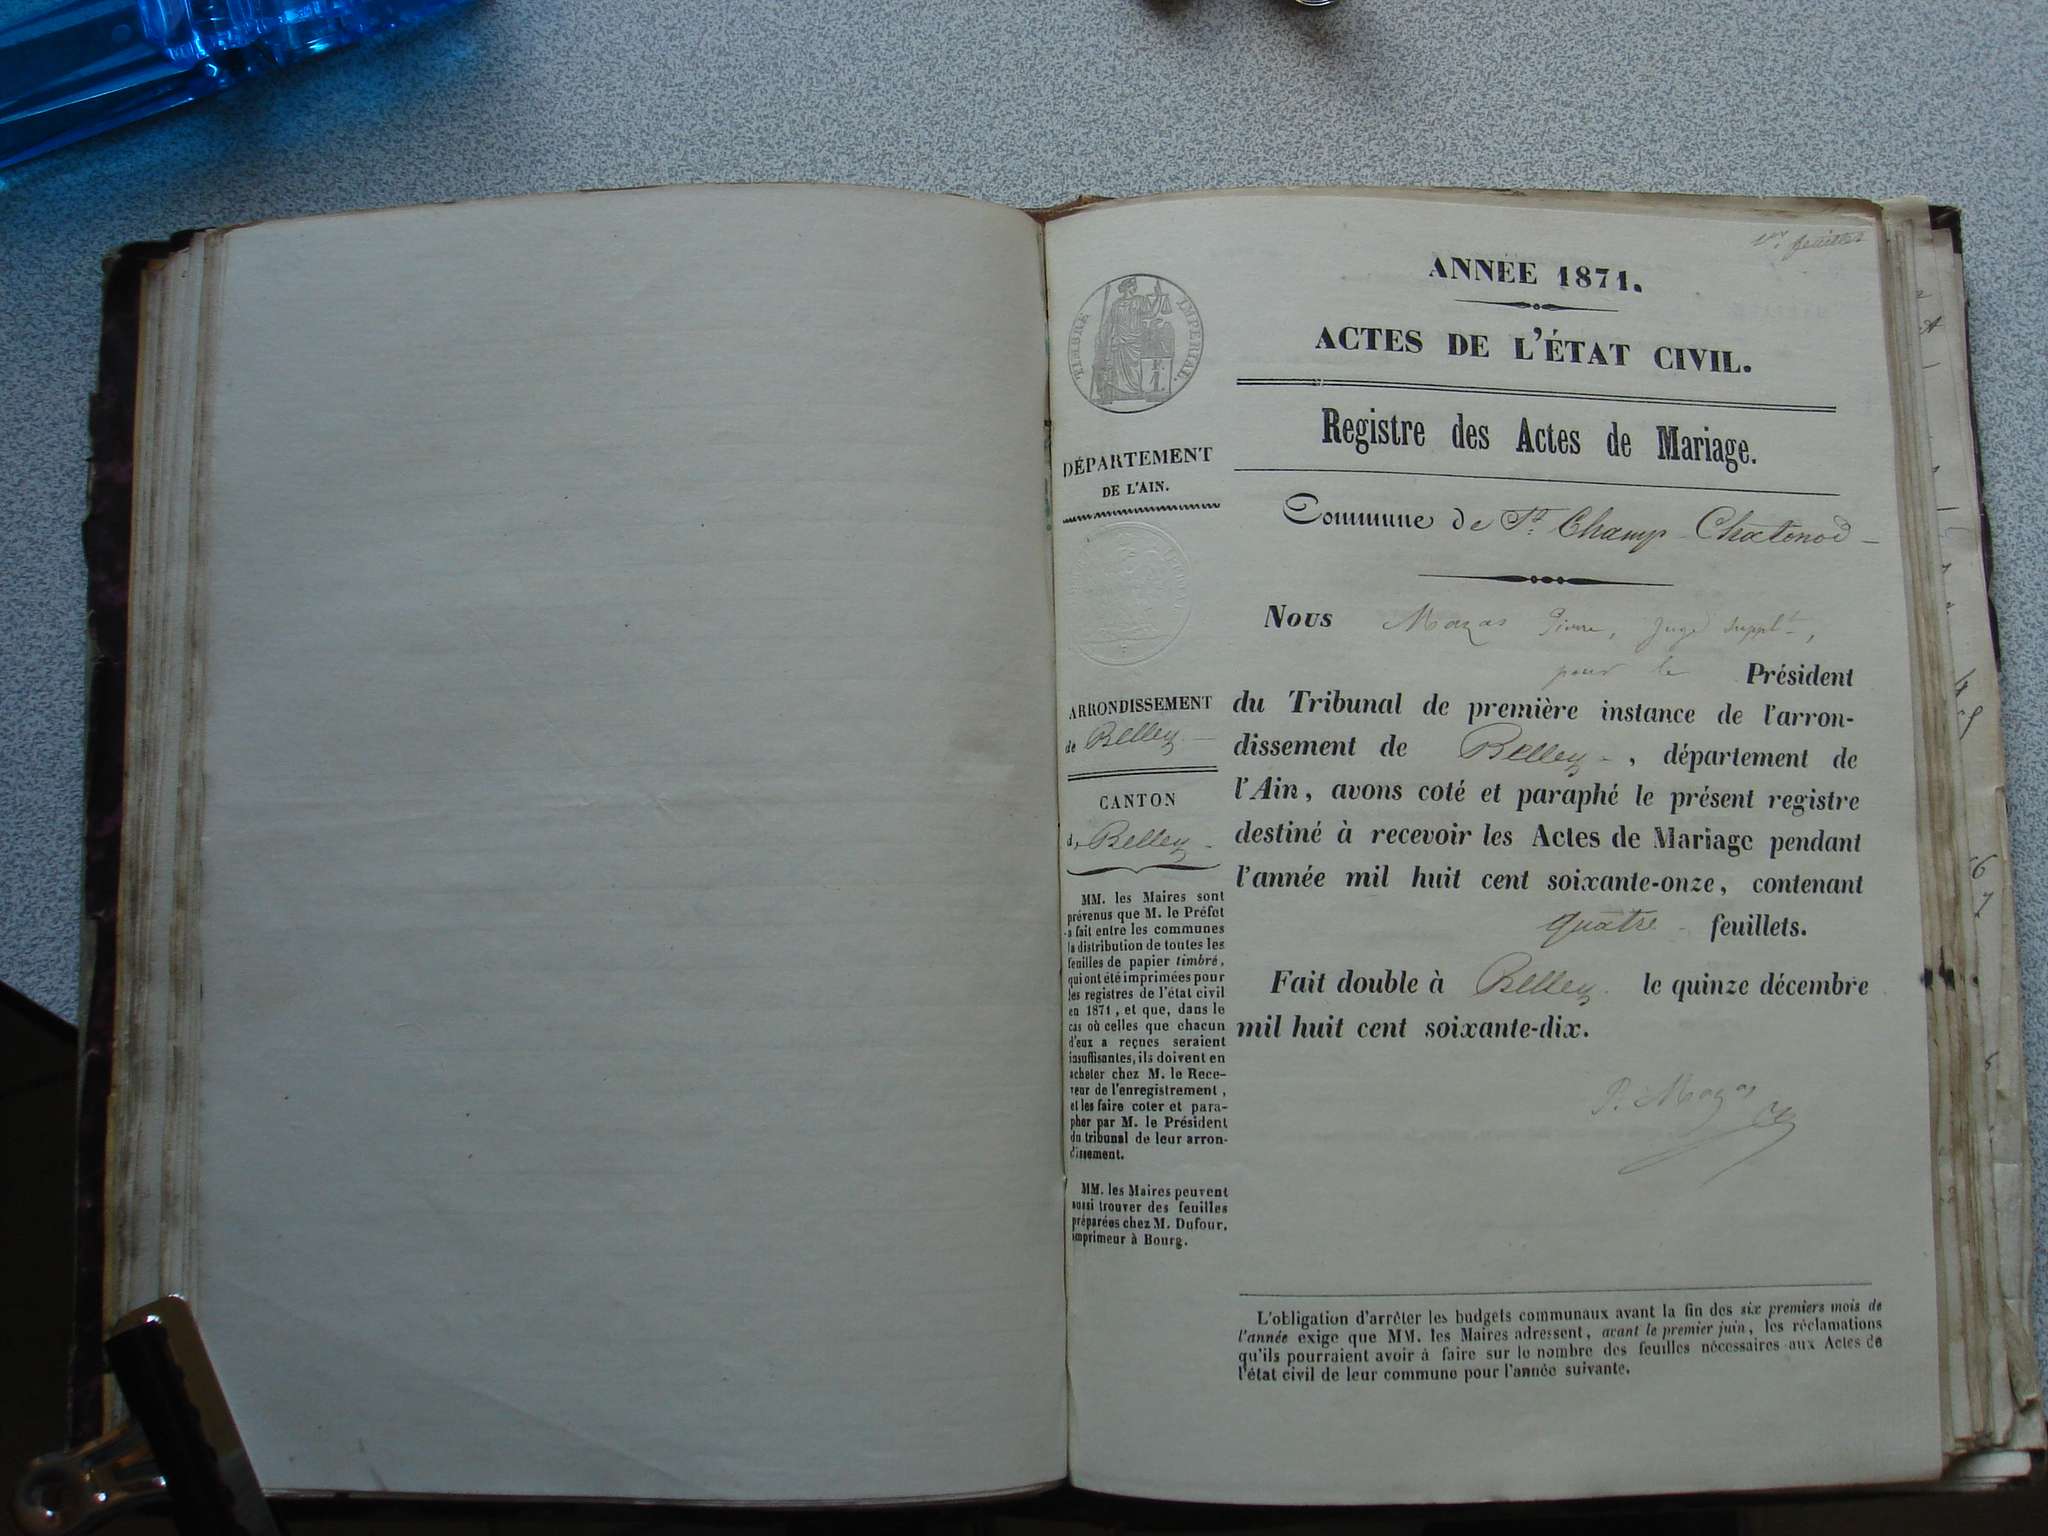 1er feuillet
ANNÉE 1871.
ACTES DE L'ÉTAT CIVIL.
Registre des Actes de Mariage.
Commune de St. Champ - Chatonod -
TIMBRE IMPERIAL.
1 F.
DÉPARTEMENT
DE L'AIN.
ARRONDISSEMENT
de Belley -
CANTON
de Belley -
MM. les Maires sont
prévenus que M. le Préfet
a fait entre les communes
la distribution de toutes les
feuilles de papier timbré,
qui ont été imprimées pour
les registres de l'état civil
en 1871, et que, dans le
cas où celles que chacun
d'eux a reçues seraient
insuffisantes, ils doivent en
acheter chez M. le Rece-
veur de l'enregistrement,
et les faire coter et para-
pher par M. le Président
du tribunal de leur arron-
dissement.
MM. les Maires peuvent
aussi trouver des feuilles
préparées chez M. Dufour,
imprimeur à Bourg.
Nous Mazas Pierre, Juge suppl.t,
pour le Président
du Tribunal de première instance de l'arron-
dissement de Belley -, département de
l'Ain, avons coté et paraphé le présent registre
destiné à recevoir les Actes de Mariage pendant
l'année mil huit cent soixante-onze, contenant
quatre - feuillets.
Fait double à Belley. le quinze décembre
mil huit cent soixante-dix.
P. Mazas
L'obligation d'arrêter les budgets communaux avant la fin des six premiers mois de
l'année exige que MM. les Maires adressent, avant le premier juin, les réclamations
qu'ils pourraient avoir à faire sur le nombre des feuilles nécessaires aux Actes de
l'état civil de leur commune pour l'année suivante.